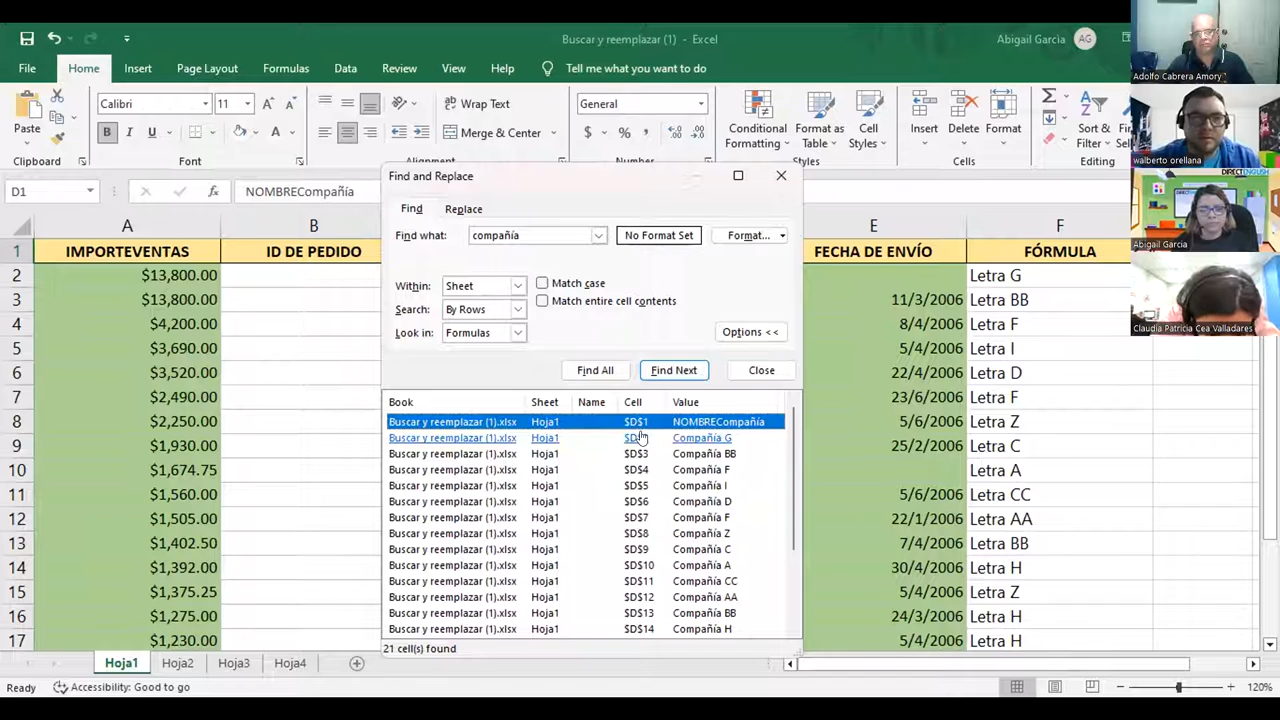 Buscar y reemplazar (1) - Excel
Abigail Garcia AG
File Home Insert Page Layout Formulas Data Review View Help Tell me what you want to do
Paste
Calibri 11
B I U
Wrap Text
Merge & Center
General
$ % ,
Conditional Formatting
Format as Table
Cell Styles
Insert Delete Format
Sort & Filter
Clipboard Font Alignment Number Styles Cells Editing
D1 fx NOMBRECompañía
A B E F
1 IMPORTEVENTAS ID DE PEDIDO FECHA DE ENVÍO FÓRMULA
2 $13,800.00 Letra G
3 $13,800.00 11/3/2006 Letra BB
4 $4,200.00 8/4/2006 Letra F
5 $3,690.00 5/4/2006 Letra I
6 $3,520.00 22/4/2006 Letra D
7 $2,490.00 23/6/2006 Letra F
8 $2,250.00 5/6/2006 Letra Z
9 $1,930.00 25/2/2006 Letra C
10 $1,674.75 Letra A
11 $1,560.00 5/6/2006 Letra CC
12 $1,505.00 22/1/2006 Letra AA
13 $1,402.50 7/4/2006 Letra BB
14 $1,392.00 30/4/2006 Letra H
15 $1,375.25 5/4/2006 Letra Z
16 $1,275.00 24/3/2006 Letra H
17 $1,230.00 5/4/2006 Letra H
Find and Replace
Find Replace
Find what: compañía No Format Set Format...
Within: Sheet Match case
Search: By Rows Match entire cell contents
Look in: Formulas Options <<
Find All Find Next Close
Book Sheet Name Cell Value
Buscar y reemplazar (1).xlsx Hoja1 $D$1 NOMBRECompañía
Buscar y reemplazar (1).xlsx Hoja1 Compañía G
Buscar y reemplazar (1).xlsx Hoja1 $D$3 Compañía BB
Buscar y reemplazar (1).xlsx Hoja1 $D$4 Compañía F
Buscar y reemplazar (1).xlsx Hoja1 $D$5 Compañía I
Buscar y reemplazar (1).xlsx Hoja1 $D$6 Compañía D
Buscar y reemplazar (1).xlsx Hoja1 $D$7 Compañía F
Buscar y reemplazar (1).xlsx Hoja1 $D$8 Compañía Z
Buscar y reemplazar (1).xlsx Hoja1 $D$9 Compañía C
Buscar y reemplazar (1).xlsx Hoja1 $D$10 Compañía A
Buscar y reemplazar (1).xlsx Hoja1 $D$11 Compañía CC
Buscar y reemplazar (1).xlsx Hoja1 $D$12 Compañía AA
Buscar y reemplazar (1).xlsx Hoja1 $D$13 Compañía BB
Buscar y reemplazar (1).xlsx Hoja1 $D$14 Compañía H
21 cell(s) found
Adolfo Cabrera Amory
walberto orellana
DIRECTENGLISH
Abigail Garcia
Claudia Patricia Cea Valladares
Hoja1 Hoja2 Hoja3 Hoja4
Ready Accessibility: Good to go 120%